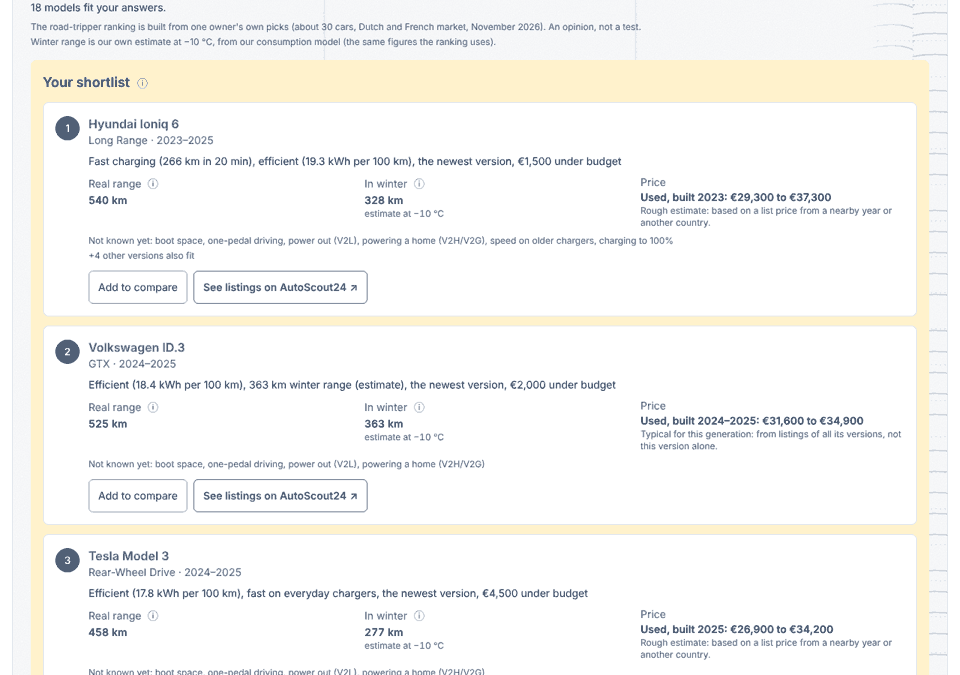 18 models fit your answers.
The road-tripper ranking is built from one owner's own picks (about 30 cars, Dutch and French market, November 2026). An opinion, not a test.
Winter range is our own estimate at −10 °C, from our consumption model (the same figures the ranking uses).
Your shortlist ⓘ
1
Hyundai Ioniq 6
Long Range · 2023–2025
Fast charging (266 km in 20 min), efficient (19.3 kWh per 100 km), the newest version, €1,500 under budget
Real range ⓘ
540 km
In winter ⓘ
328 km
estimate at −10 °C
Price
Used, built 2023: €29,300 to €37,300
Rough estimate: based on a list price from a nearby year or
another country.
Not known yet: boot space, one-pedal driving, power out (V2L), powering a home (V2H/V2G), speed on older chargers, charging to 100%
+4 other versions also fit
Add to compare
See listings on AutoScout24 ↗
2
Volkswagen ID.3
GTX · 2024–2025
Efficient (18.4 kWh per 100 km), 363 km winter range (estimate), the newest version, €2,000 under budget
Real range ⓘ
525 km
In winter ⓘ
363 km
estimate at −10 °C
Price
Used, built 2024–2025: €31,600 to €34,900
Typical for this generation: from listings of all its versions, not
this version alone.
Not known yet: boot space, one-pedal driving, power out (V2L), powering a home (V2H/V2G)
Add to compare
See listings on AutoScout24 ↗
3
Tesla Model 3
Rear-Wheel Drive · 2024–2025
Efficient (17.8 kWh per 100 km), fast on everyday chargers, the newest version, €4,500 under budget
Real range ⓘ
458 km
In winter ⓘ
277 km
estimate at −10 °C
Price
Used, built 2025: €26,900 to €34,200
Rough estimate: based on a list price from a nearby year or
another country.
Not known yet: boot space, one-pedal driving, power out (V2L), powering a home (V2H/V2G)